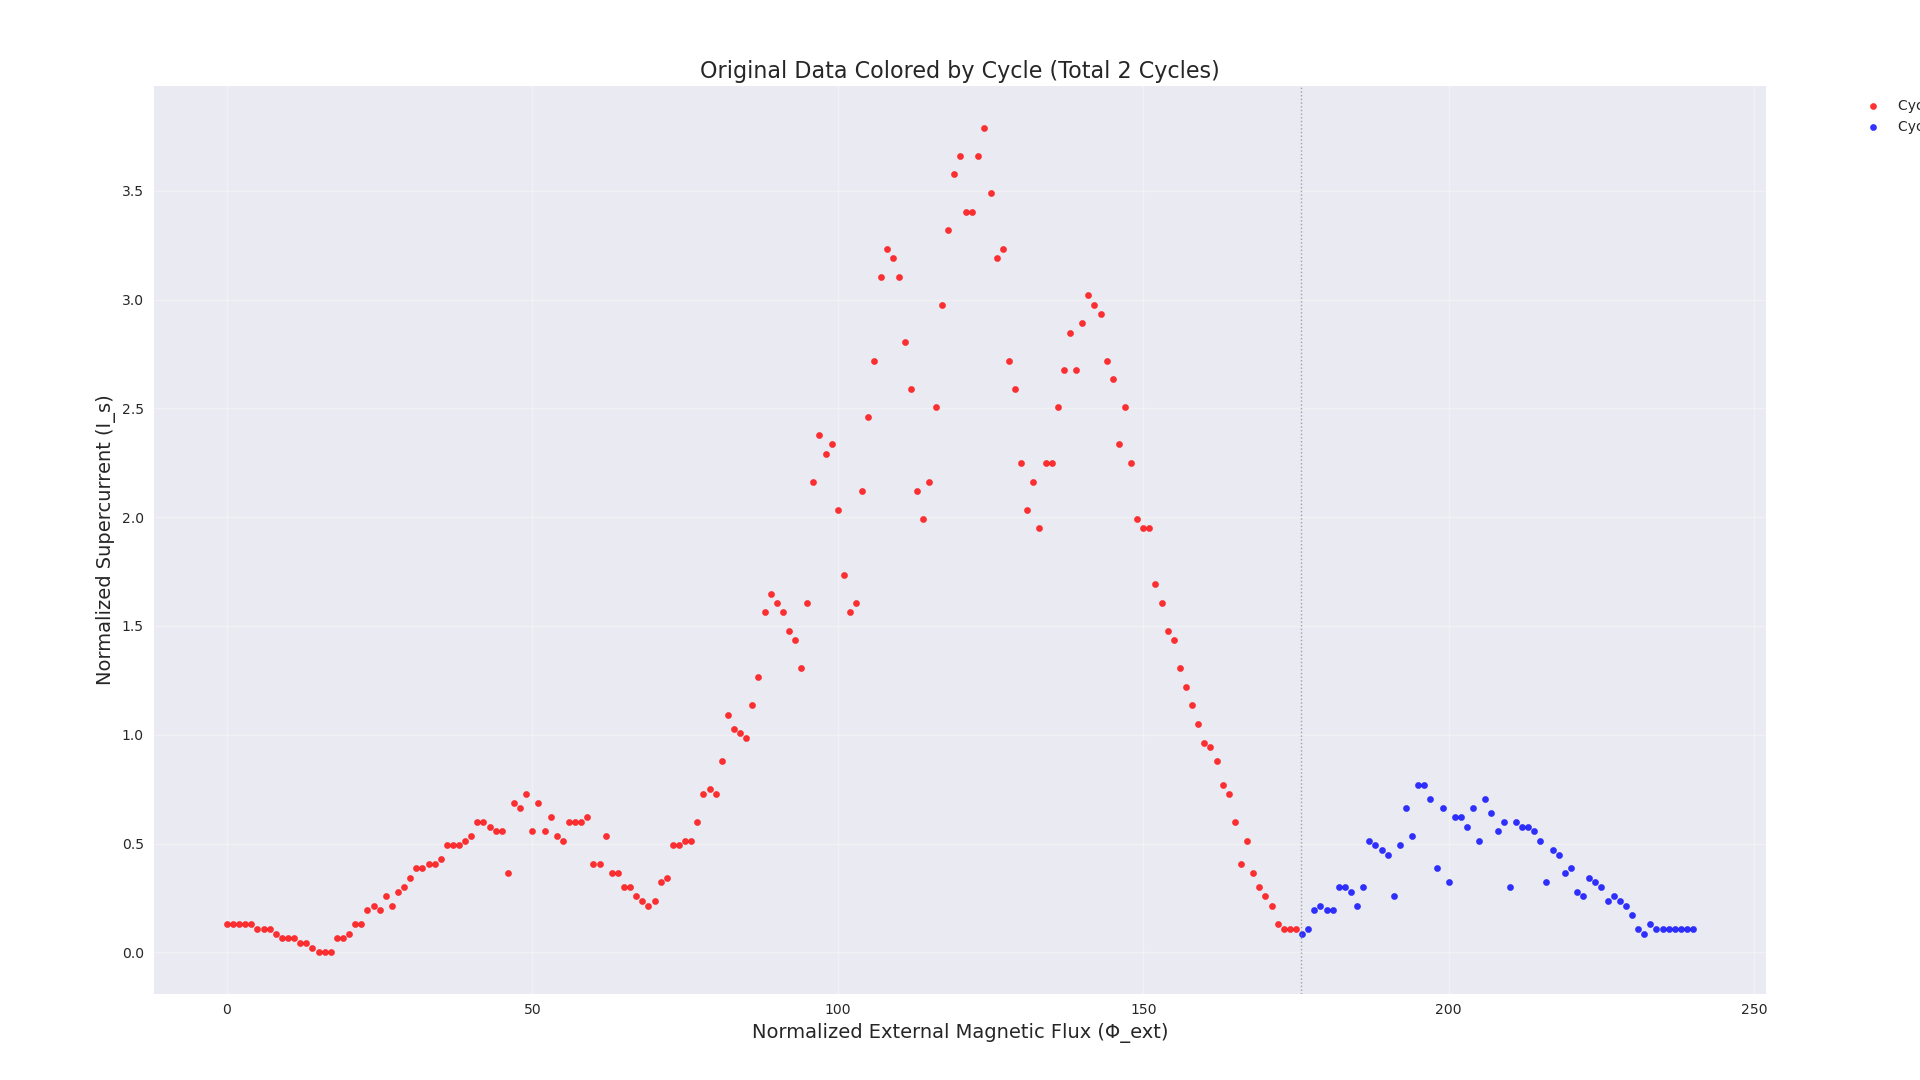 Original Data Colored by Cycle (Total 2 Cycles)
Cyc
Cyc
3.5
3.0
2.5
2.0
1.5
1.0
0.5
0.0
Normalized Supercurrent (I_s)
0 50 100 150 200 250
Normalized External Magnetic Flux (Φ_ext)